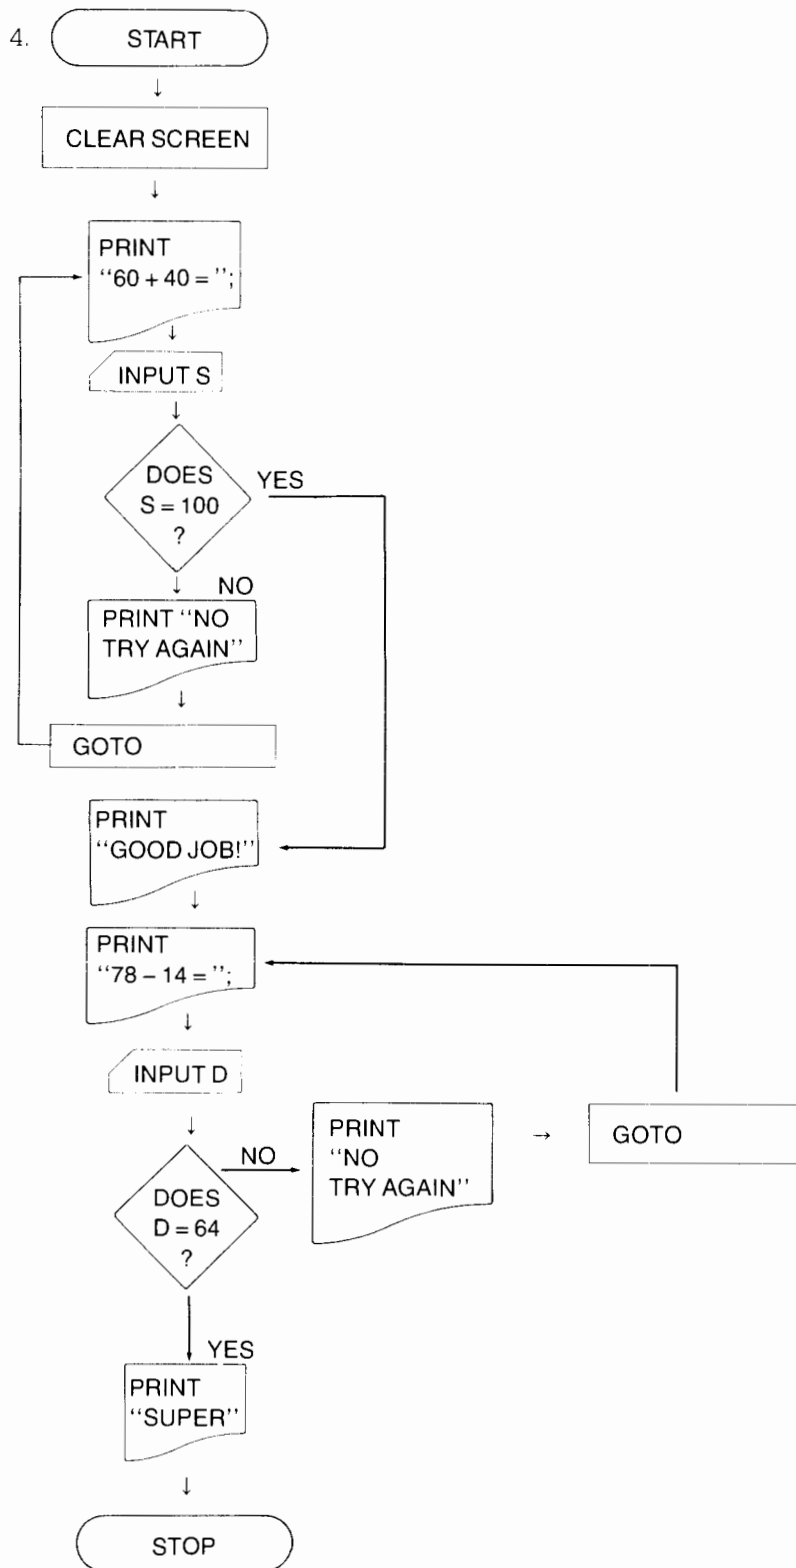 4.
START
↓
CLEAR SCREEN
↓
PRINT
“60 + 40 = ”;
↓
INPUT S
↓
DOES
S = 100
?
YES
↓
NO
PRINT “NO
TRY AGAIN”
↓
GOTO
PRINT
“GOOD JOB!”
↓
PRINT
“78 – 14 = ”;
↓
INPUT D
↓
DOES
D = 64
?
NO
PRINT
“NO
TRY AGAIN”
→
GOTO
YES
PRINT
“SUPER”
↓
STOP